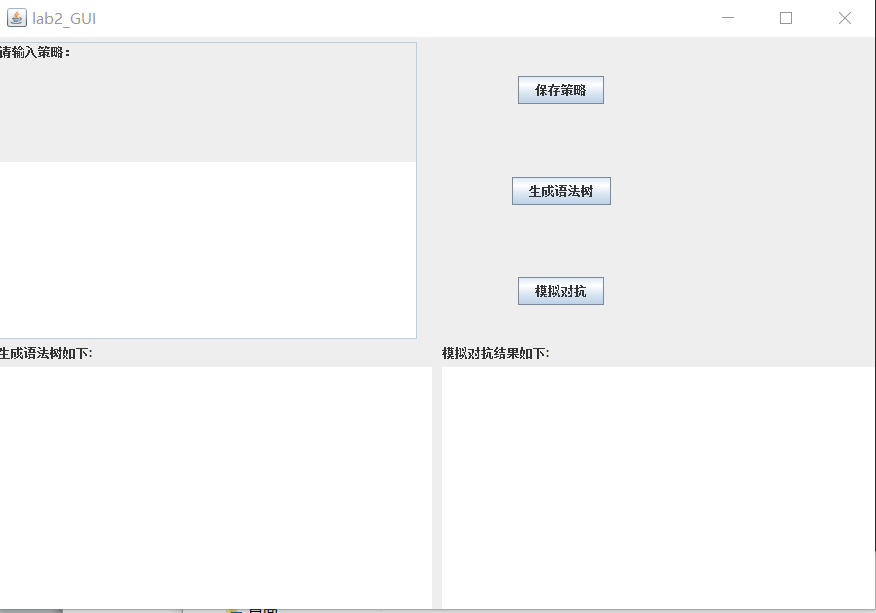 lab2_GUI
请输入策略：
保存策略
生成语法树
模拟对抗
生成语法树如下:
模拟对抗结果如下: